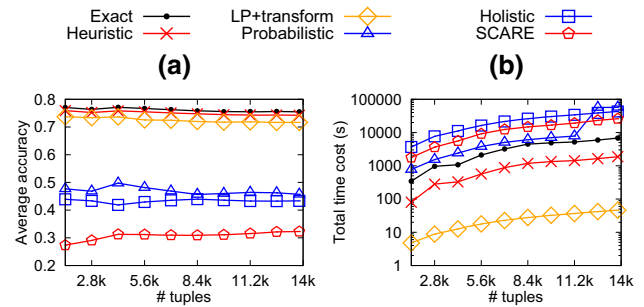 Exact LP+transform Holistic
Heuristic Probabilistic SCARE
(a) (b)
Average accuracy
0.8
0.7
0.6
0.5
0.4
0.3
0.2
2.8k 5.6k 8.4k 11.2k 14k
# tuples
Total time cost (s)
100000
10000
1000
100
10
1
2.8k 5.6k 8.4k 11.2k 14k
# tuples